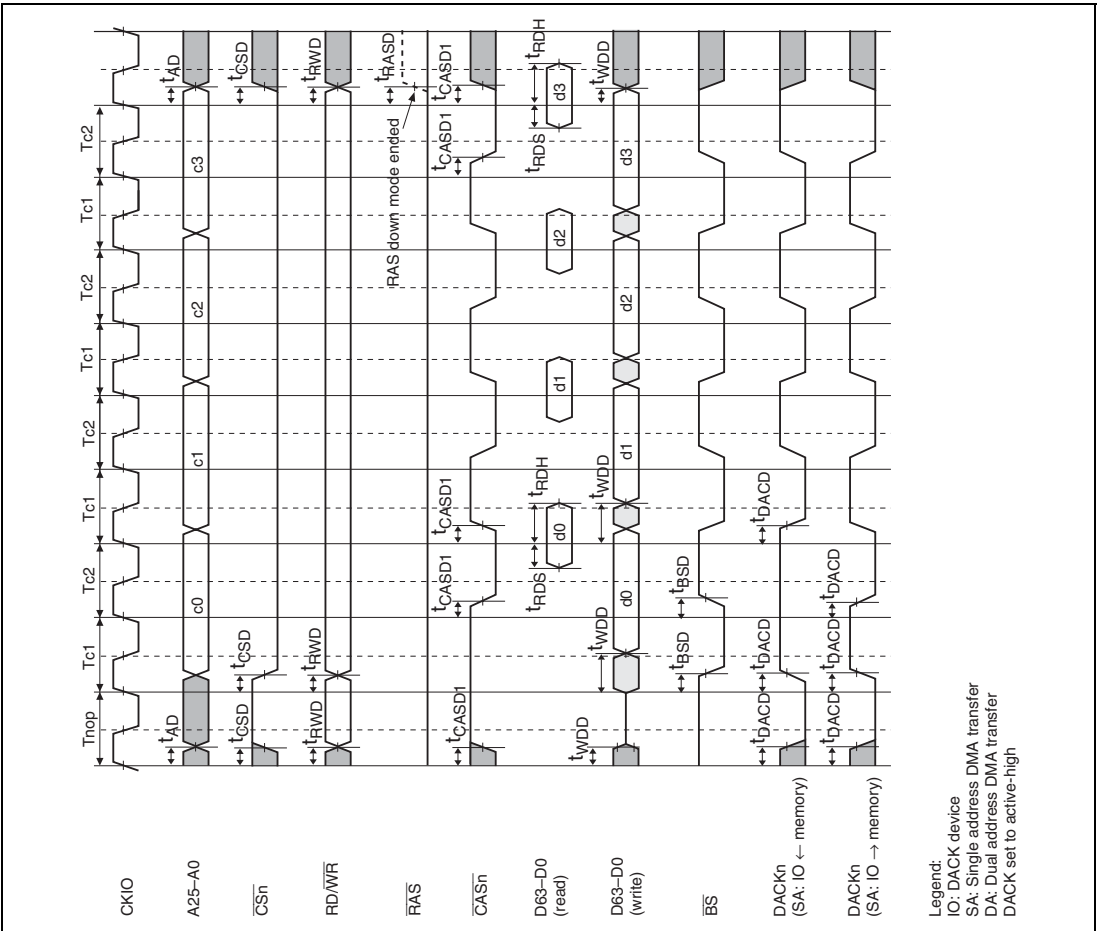 Tnop Tc1 Tc2 Tc1 Tc2 Tc1 Tc2 Tc1 Tc2
CKIO
A25–A0 tAD c0 c1 c2 c3 tAD
CSn tCSD tCSD tCSD
RD/WR tRWD tRWD tRWD
RAS RAS down mode ended tRASD
CASn tCASD1 tCASD1 tCASD1 tCASD1 tCASD1
D63–D0
(read) tRDS d0 tRDH d1 d2 tRDS d3 tRDH
D63–D0
(write) tWDD tWDD d0 tWDD d1 d2 d3 tWDD
BS tBSD tBSD
DACKn
(SA: IO ← memory) tDACD tDACD tDACD
DACKn
(SA: IO → memory) tDACD tDACD tDACD
Legend:
IO: DACK device
SA: Single address DMA transfer
DA: Dual address DMA transfer
DACK set to active-high